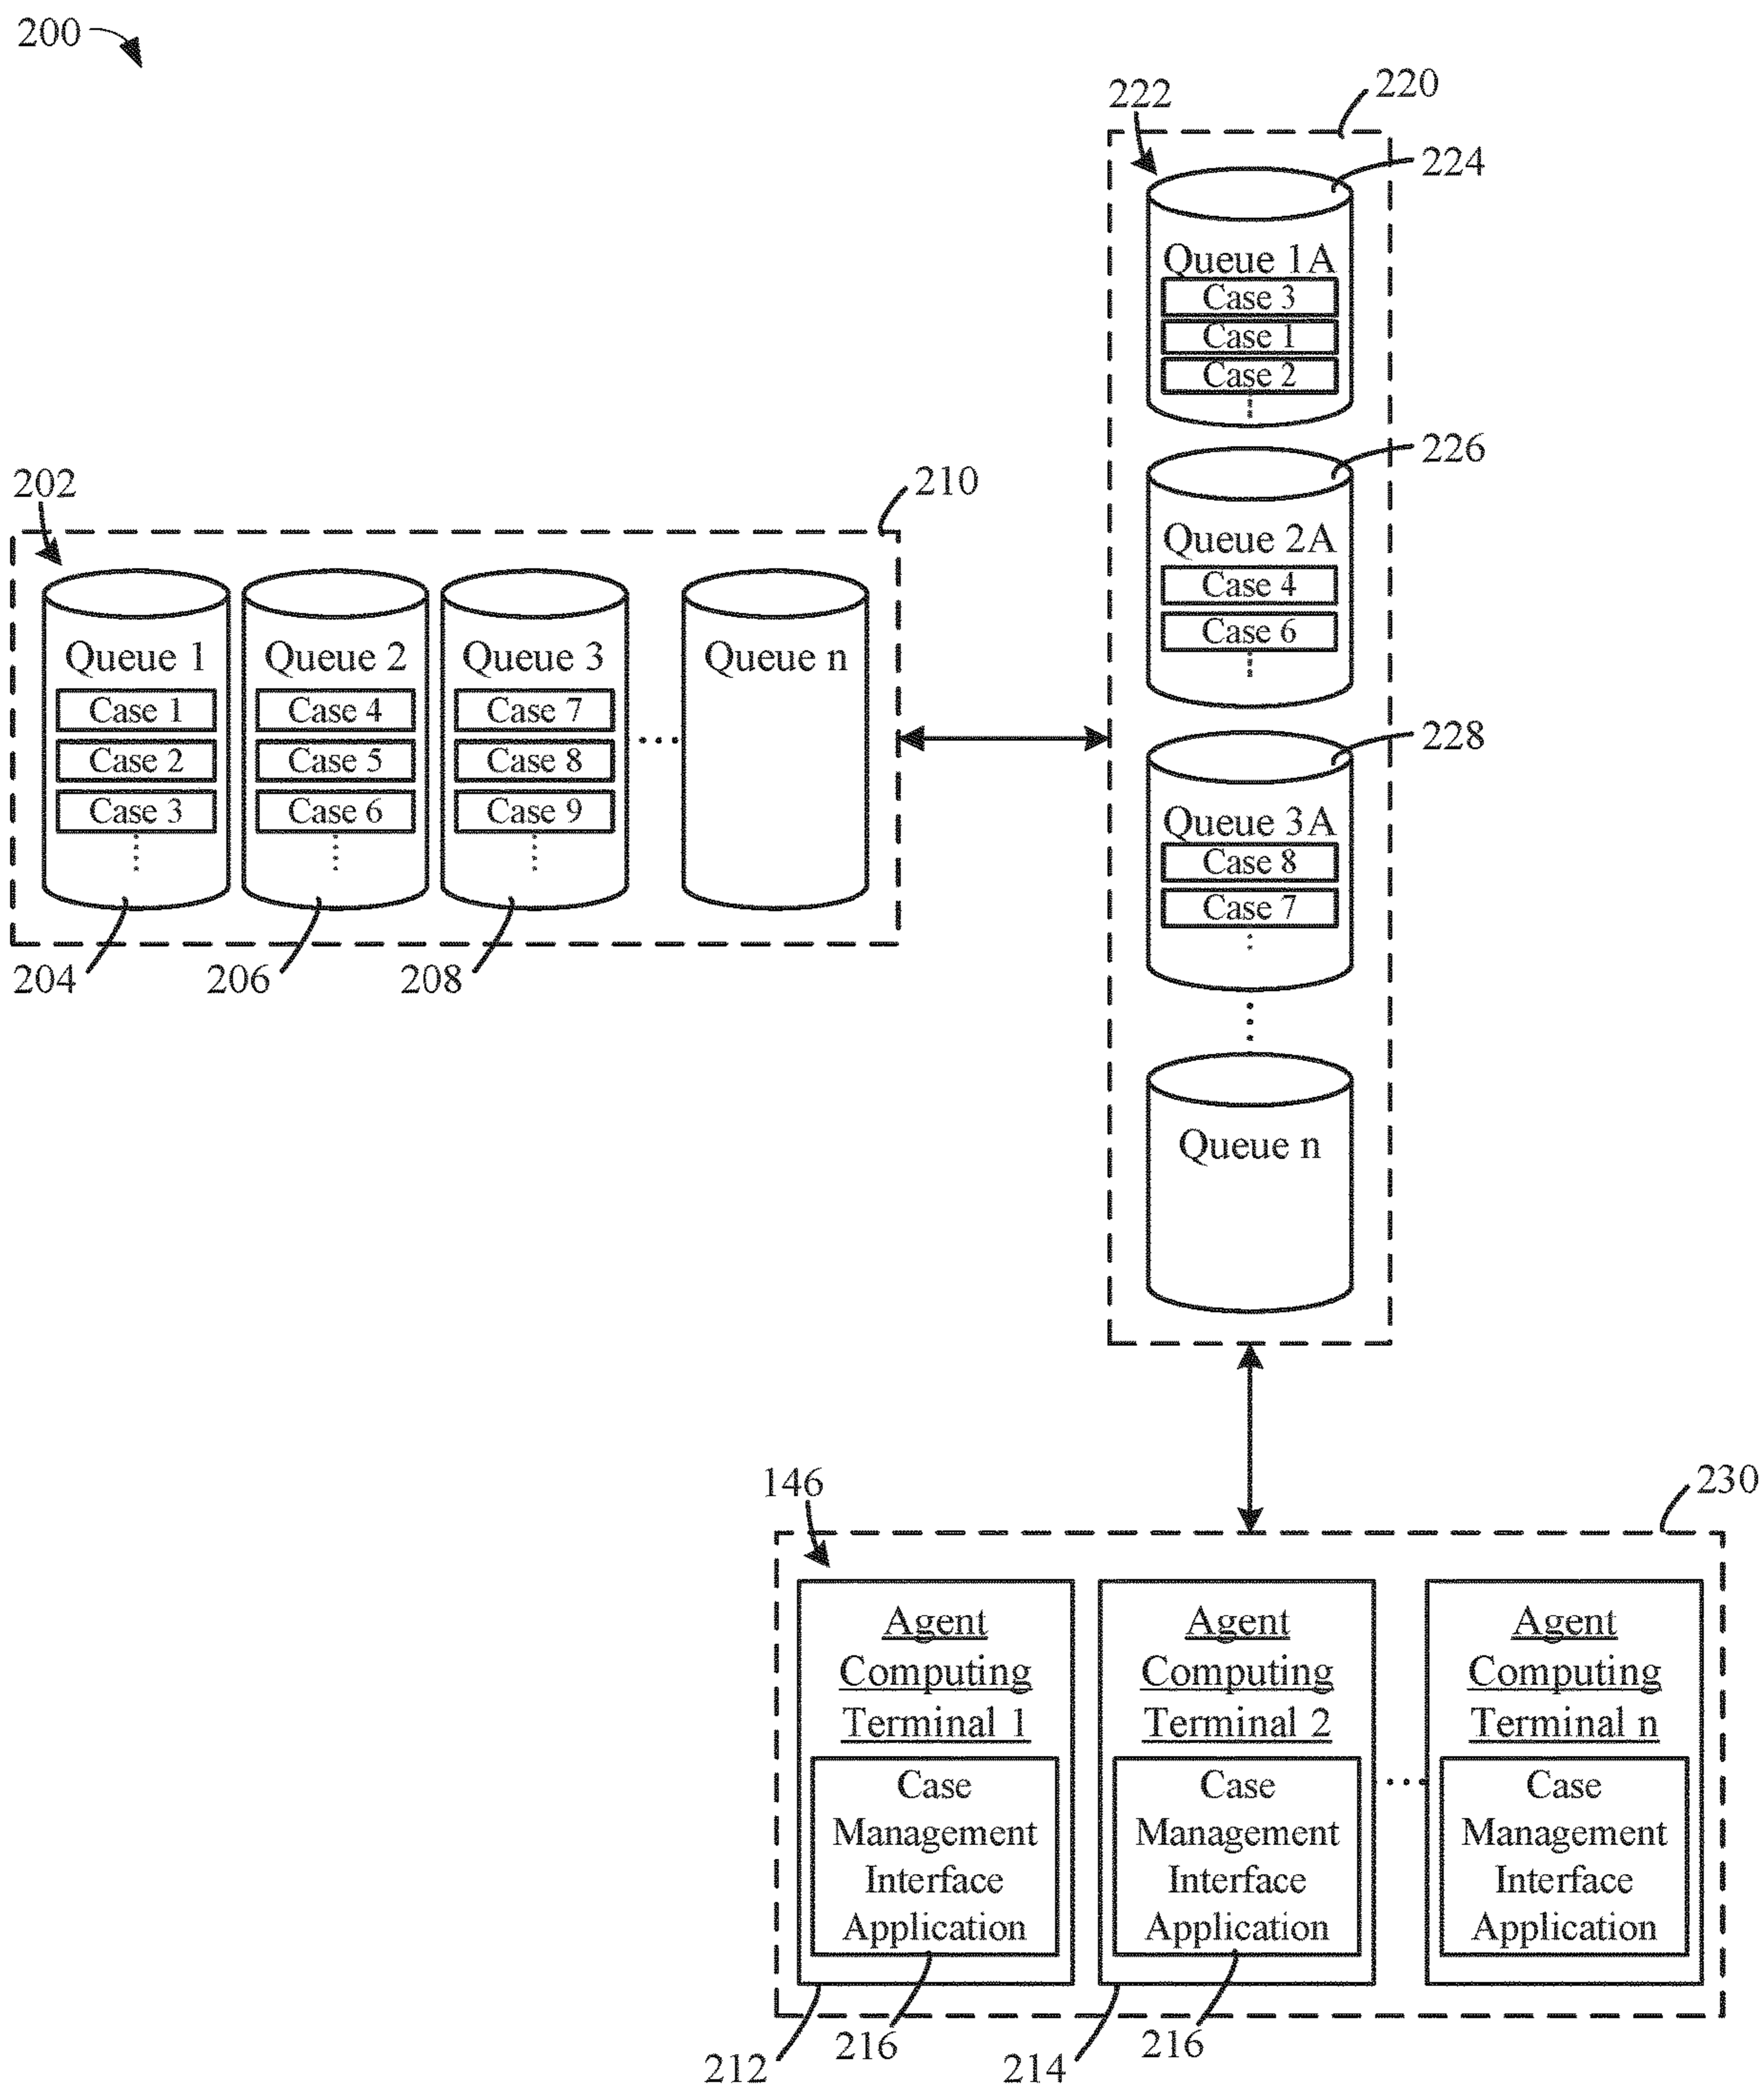 200
220
222
224
Queue 1A
Case 3
Case 1
Case 2
226
Queue 2A
Case 4
Case 6
228
Queue 3A
Case 8
Case 7
Queue n
202
210
Queue 1
Case 1
Case 2
Case 3
Queue 2
Case 4
Case 5
Case 6
Queue 3
Case 7
Case 8
Case 9
Queue n
204
206
208
146
230
Agent
Computing
Terminal 1
Case
Management
Interface
Application
Agent
Computing
Terminal 2
Case
Management
Interface
Application
Agent
Computing
Terminal n
Case
Management
Interface
Application
212
216
214
216